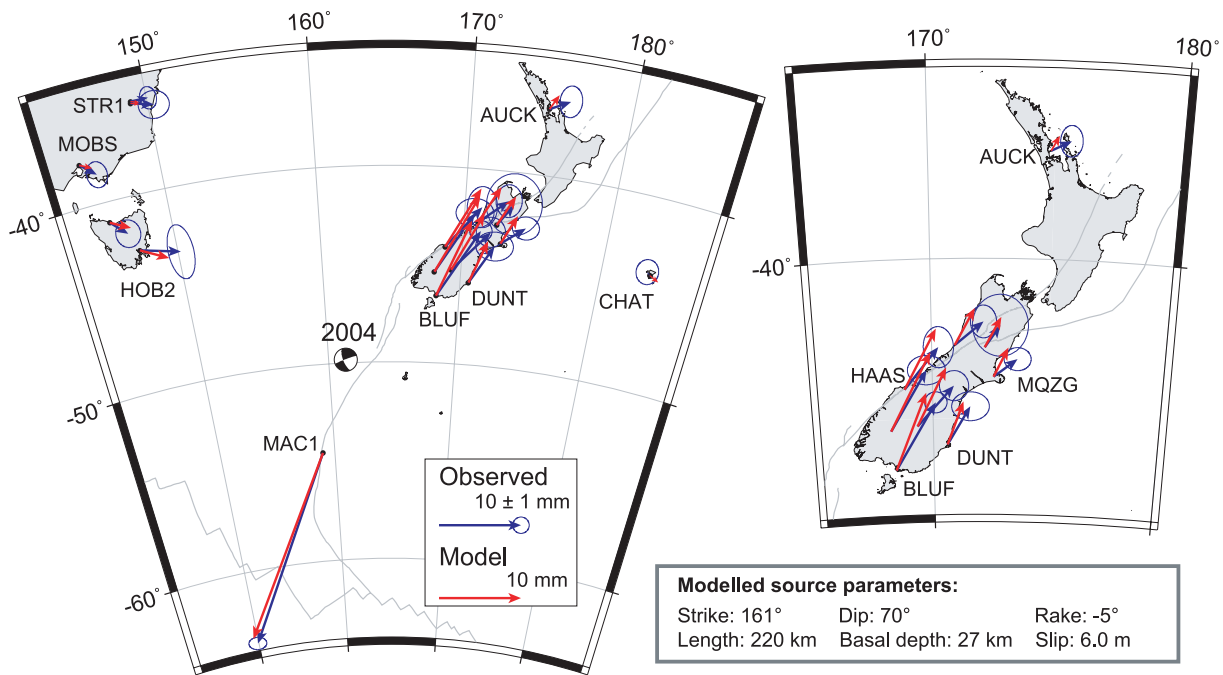 150°
160°
170°
180°
STR1
MOBS
AUCK
-40°
HOB2
DUNT
CHAT
BLUF
2004
-50°
MAC1
Observed
10 ± 1 mm
Model
10 mm
-60°
170°
180°
AUCK
-40°
HAAS
MQZG
DUNT
BLUF
Modelled source parameters:
Strike: 161° Dip: 70° Rake: -5°
Length: 220 km Basal depth: 27 km Slip: 6.0 m